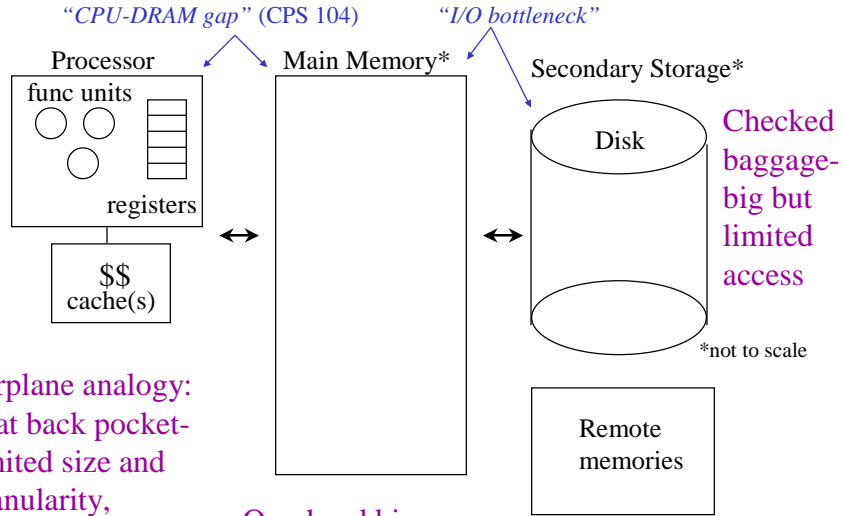 “CPU-DRAM gap” (CPS 104)
“I/O bottleneck”
Processor
Main Memory*
Secondary Storage*
func units
registers
$$
cache(s)
Disk
Checked
baggage-
big but
limited
access
*not to scale
rplane analogy:
at back pocket-
ited size and
anularity,
Remote
memories